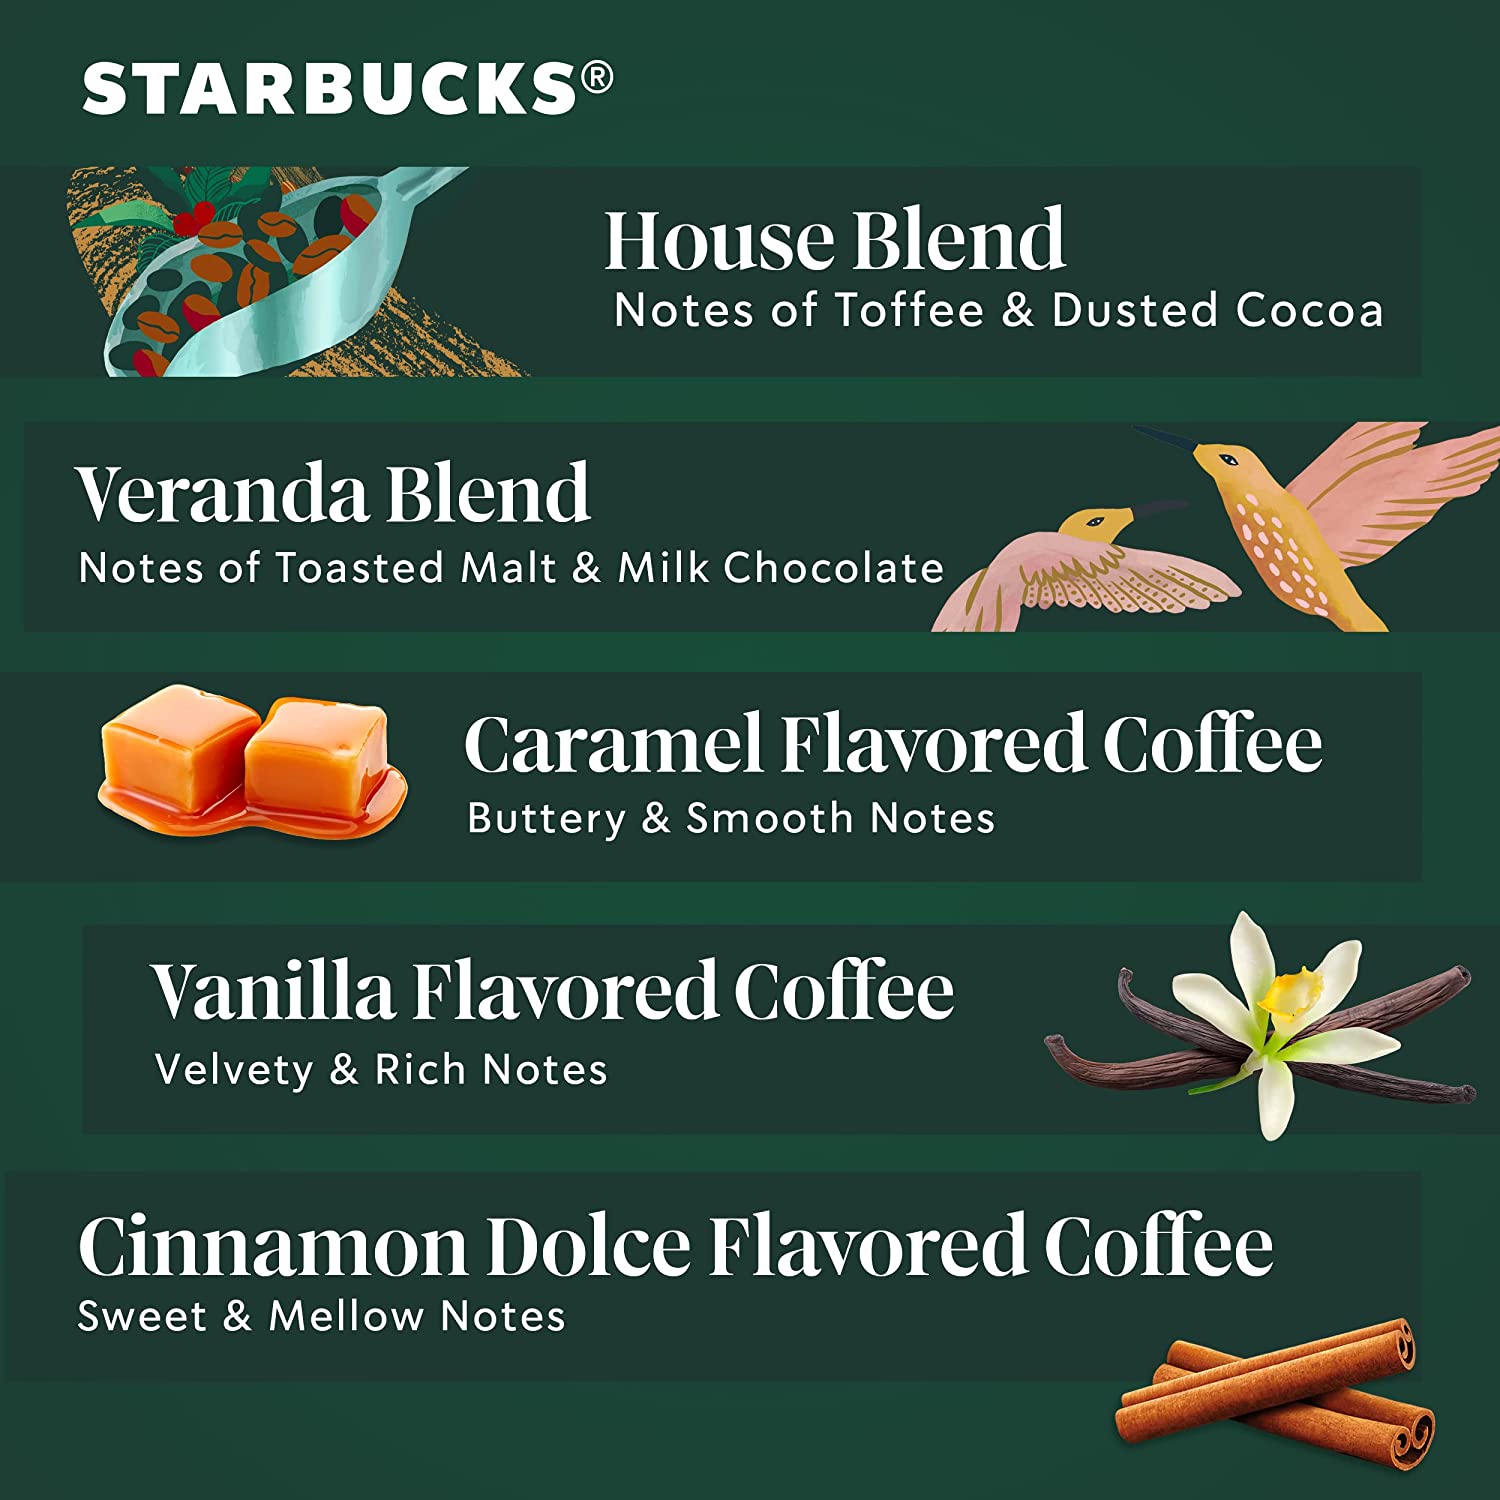 STARBUCKS®
House Blend
Notes of Toffee & Dusted Cocoa
Veranda Blend
Notes of Toasted Malt & Milk Chocolate
Caramel Flavored Coffee
Buttery & Smooth Notes
Vanilla Flavored Coffee
Velvety & Rich Notes
Cinnamon Dolce Flavored Coffee
Sweet & Mellow Notes